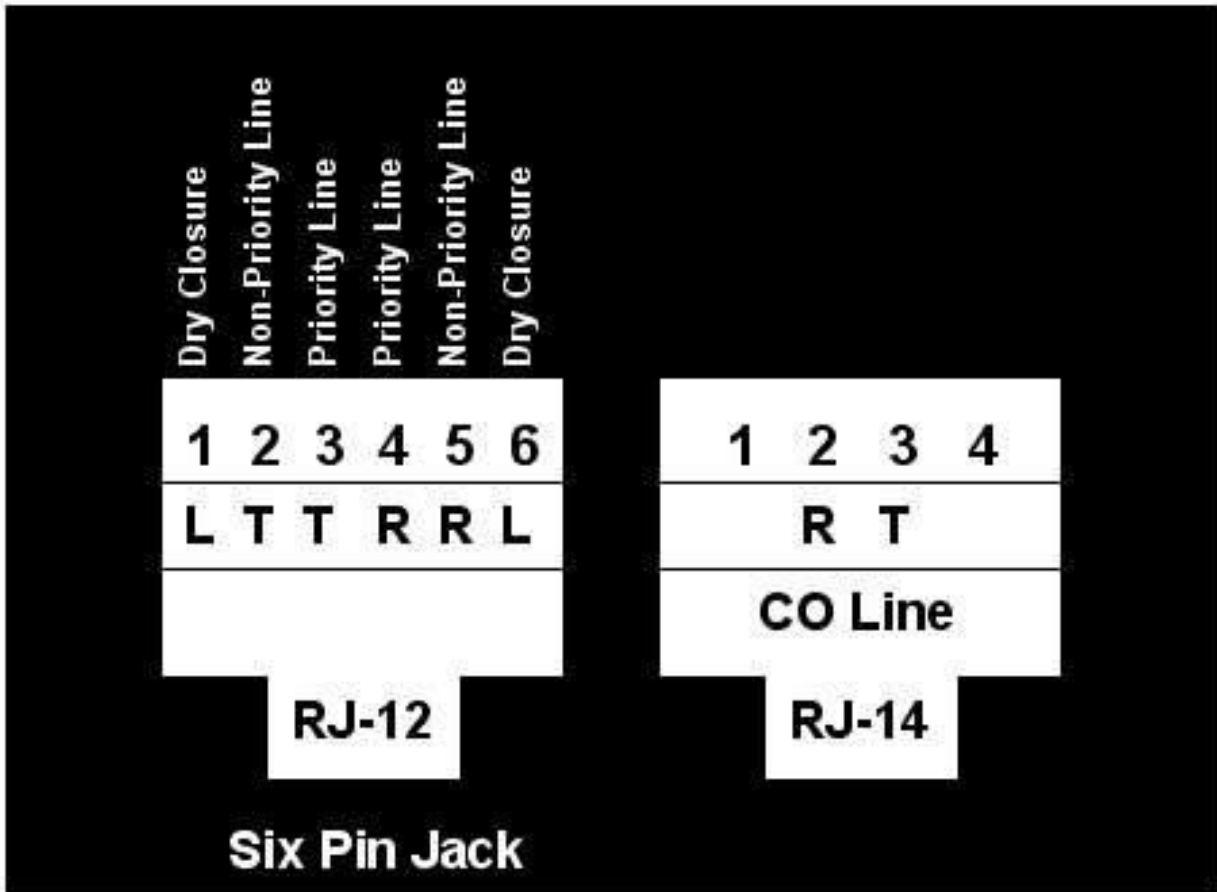 Dry Closure
Non-Priority Line
Priority Line
Priority Line
Non-Priority Line
Dry Closure
1 2 3 4 5 6
L T T R R L
RJ-12
Six Pin Jack
1 2 3 4
R T
CO Line
RJ-14